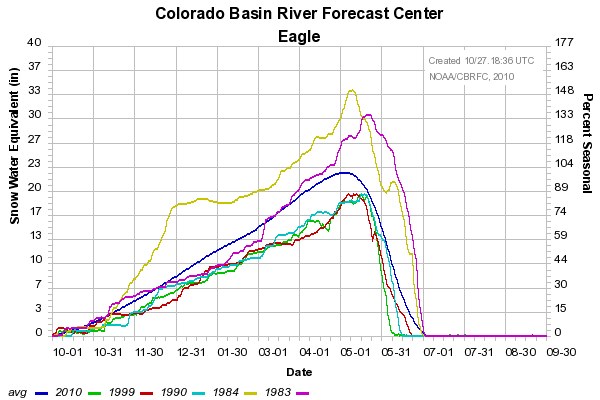 Colorado Basin River Forecast Center
Eagle
Created 10/27.18:36 UTC
NOAA/CBRFC, 2010
Snow Water Equivalent (in)
40
37
33
30
27
23
20
17
13
10
7
3
0
177
163
148
133
118
104
89
74
59
44
30
15
0
Percent Seasonal
10-01 10-31 11-30 12-31 01-30 03-01 04-01 05-01 05-31 07-01 07-31 08-30 09-30
Date
avg 2010 1999 1990 1984 1983